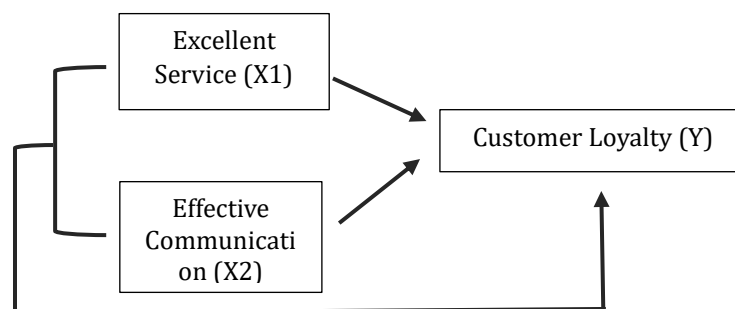 Excellent
Service (X1)
Customer Loyalty (Y)
Effective
Communicati
on (X2)